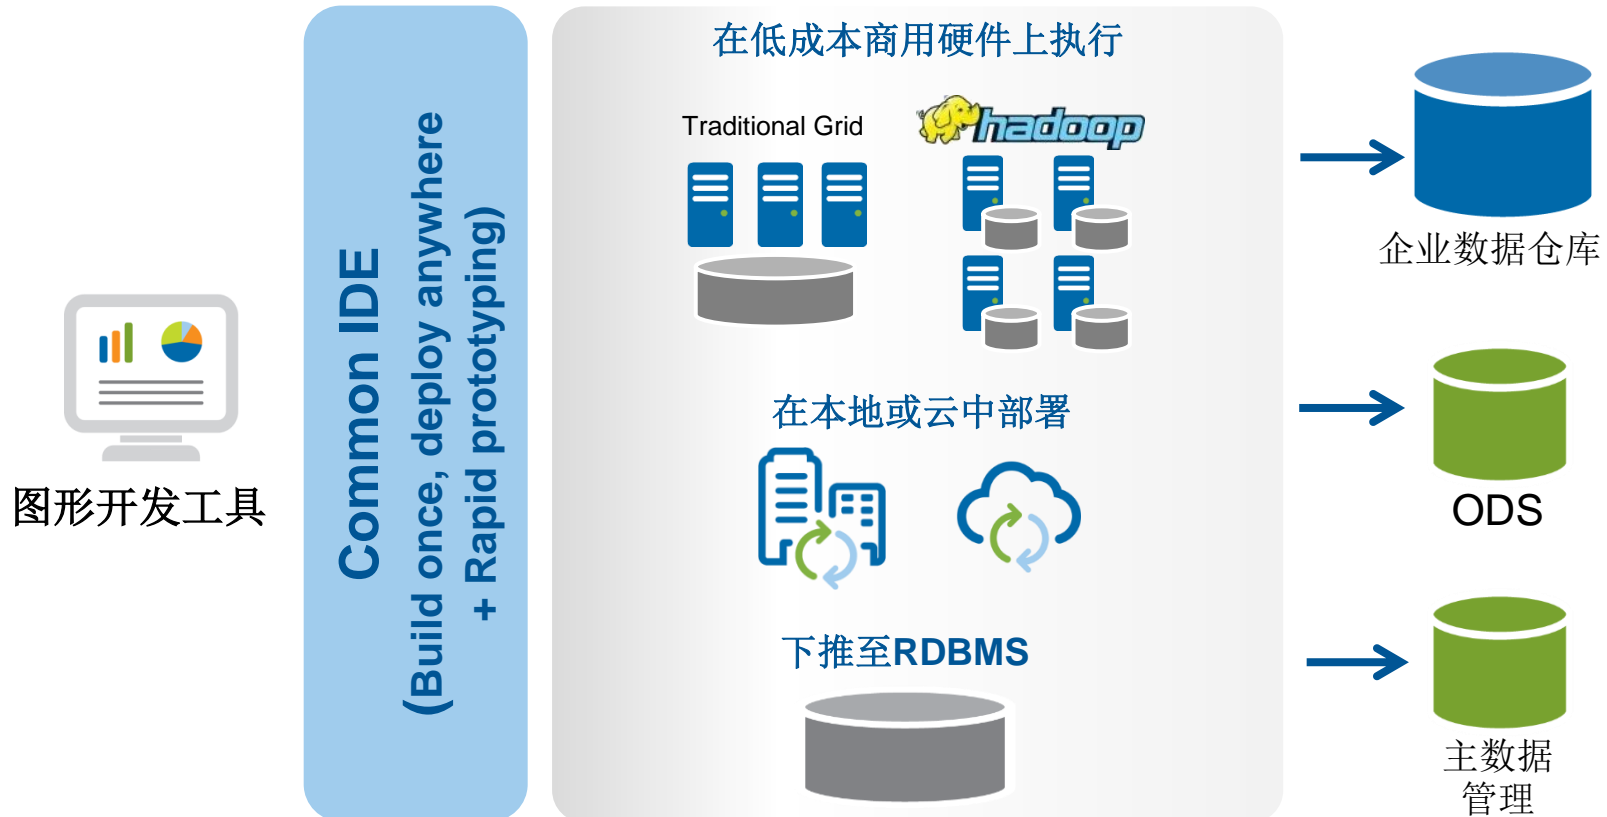 图形开发工具
Common IDE
(Build once, deploy anywhere
+ Rapid prototyping)
在低成本商用硬件上执行
Traditional Grid
hadoop
在本地或云中部署
下推至RDBMS
企业数据仓库
ODS
主数据
管理